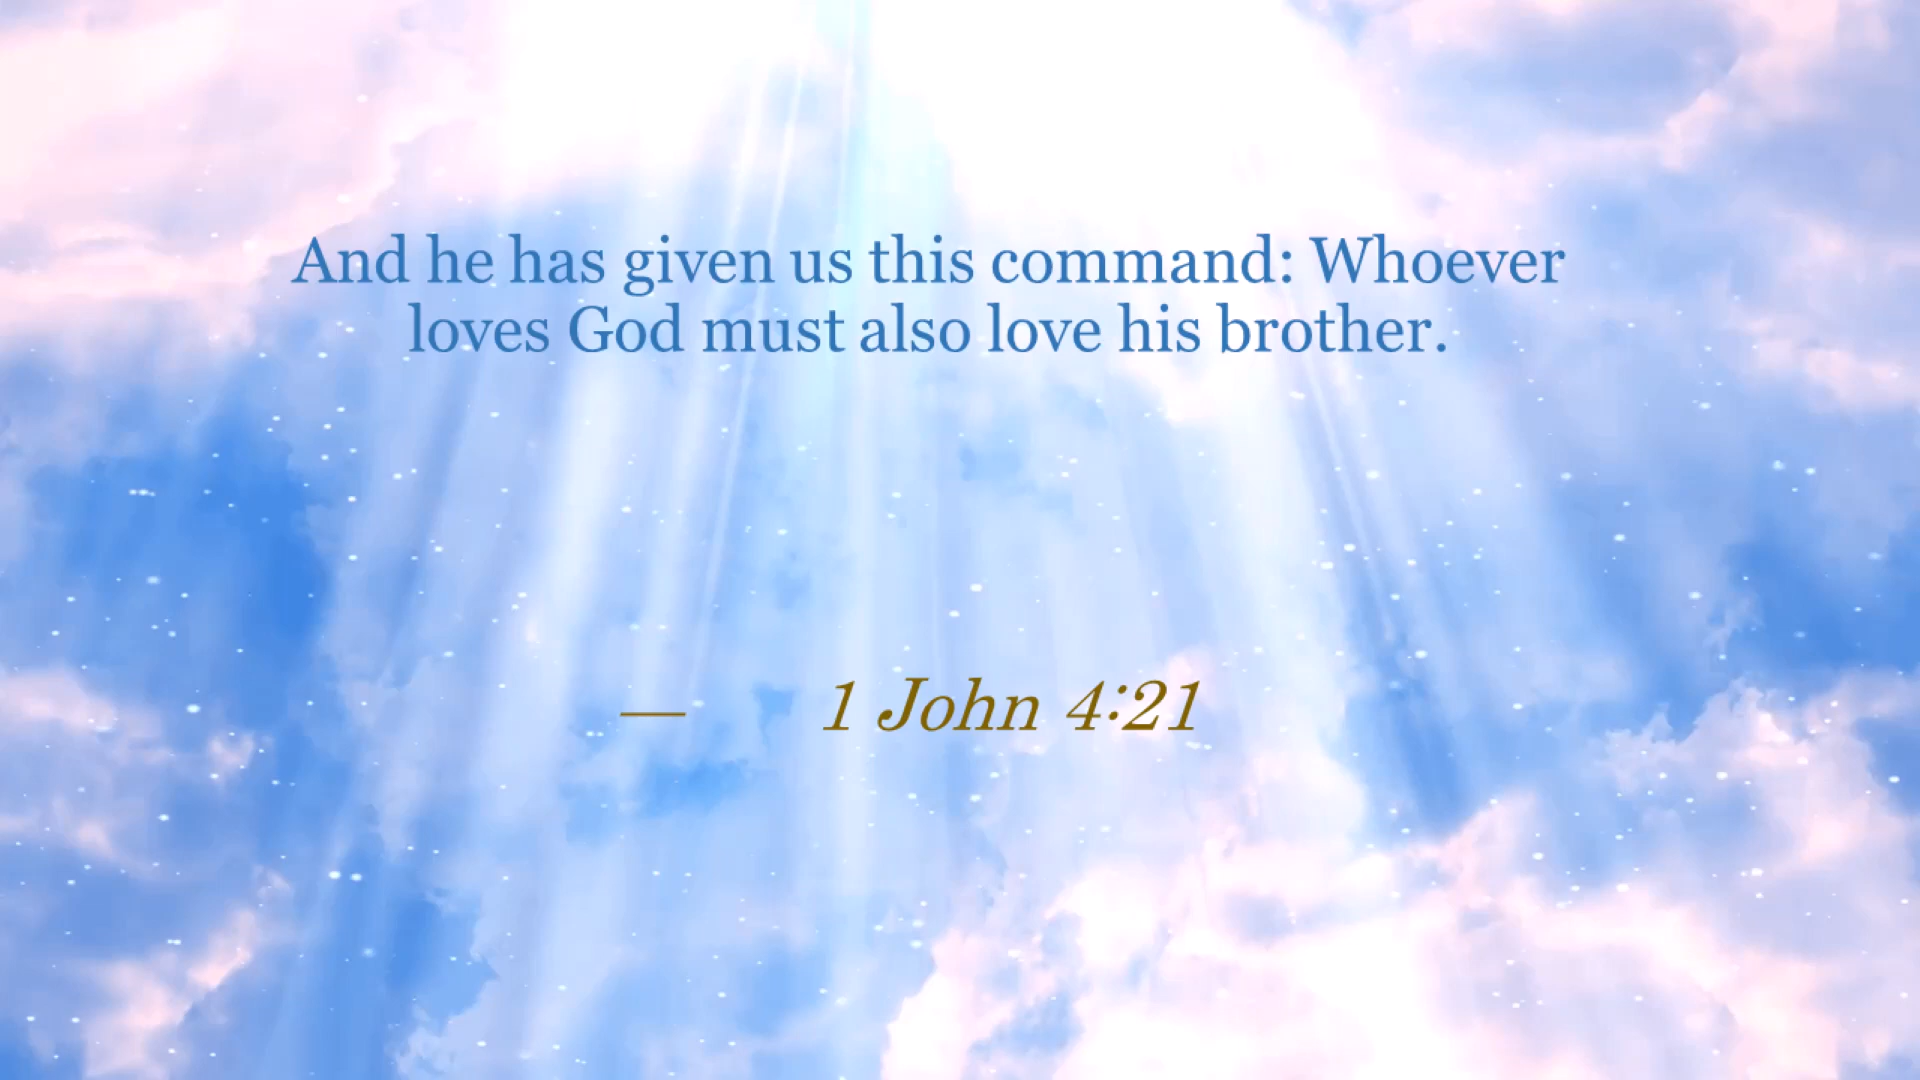 And he has given us this command: Whoever
loves God must also love his brother.
— 1 John 4:21